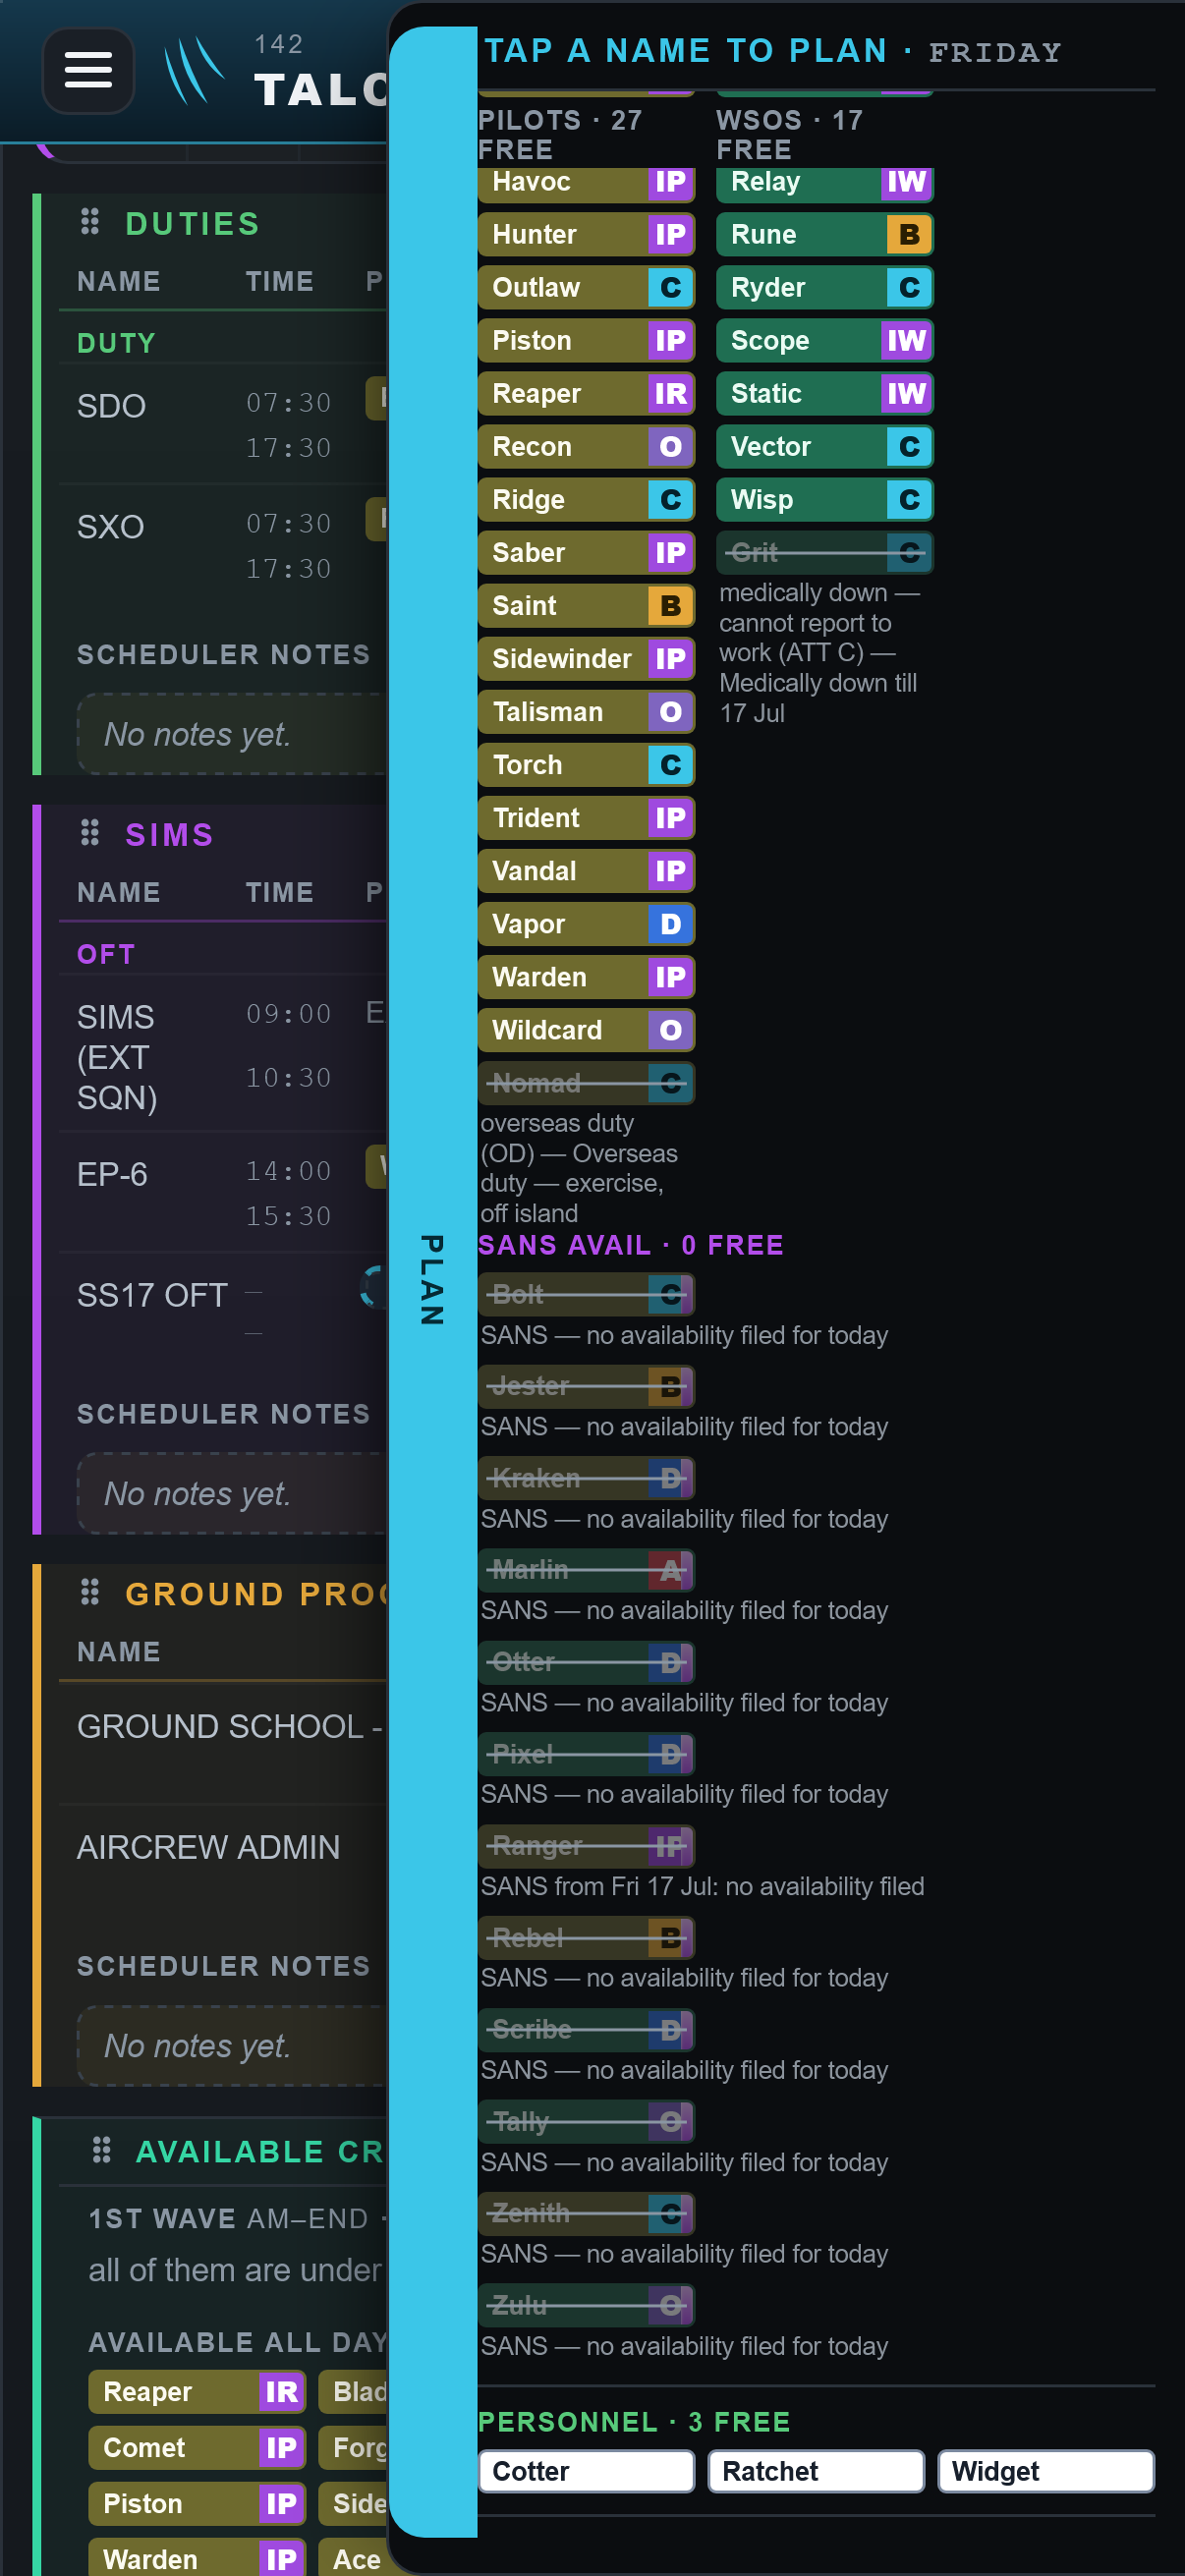 142
TALO
DUTIES
NAME TIME P
DUTY
SDO 07:30
17:30
SXO 07:30
17:30
SCHEDULER NOTES
No notes yet.
SIMS
NAME TIME P
OFT
SIMS 09:00 E
(EXT 10:30
SQN)
EP-6 14:00
15:30
SS17 OFT —
—
SCHEDULER NOTES
No notes yet.
GROUND PROG
NAME
GROUND SCHOOL -
AIRCREW ADMIN
SCHEDULER NOTES
No notes yet.
AVAILABLE CR
1ST WAVE AM–END ·
all of them are under
AVAILABLE ALL DAY
Reaper IR Blad
Comet IP Forg
Piston IP Side
Warden IP Ace
PLAN
TAP A NAME TO PLAN · FRIDAY
PILOTS · 27
FREE
Havoc IP
Hunter IP
Outlaw C
Piston IP
Reaper IR
Recon O
Ridge C
Saber IP
Saint B
Sidewinder IP
Talisman O
Torch C
Trident IP
Vandal IP
Vapor D
Warden IP
Wildcard O
Nomad C
overseas duty
(OD) — Overseas
duty — exercise,
off island
WSOS · 17
FREE
Relay IW
Rune B
Ryder C
Scope IW
Static IW
Vector C
Wisp C
Grit C
medically down —
cannot report to
work (ATT C) —
Medically down till
17 Jul
SANS AVAIL · 0 FREE
Bolt C
SANS — no availability filed for today
Jester B
SANS — no availability filed for today
Kraken D
SANS — no availability filed for today
Marlin A
SANS — no availability filed for today
Otter D
SANS — no availability filed for today
Pixel D
SANS — no availability filed for today
Ranger IP
SANS from Fri 17 Jul: no availability filed
Rebel B
SANS — no availability filed for today
Scribe D
SANS — no availability filed for today
Tally O
SANS — no availability filed for today
Zenith C
SANS — no availability filed for today
Zulu O
SANS — no availability filed for today
PERSONNEL · 3 FREE
Cotter Ratchet Widget